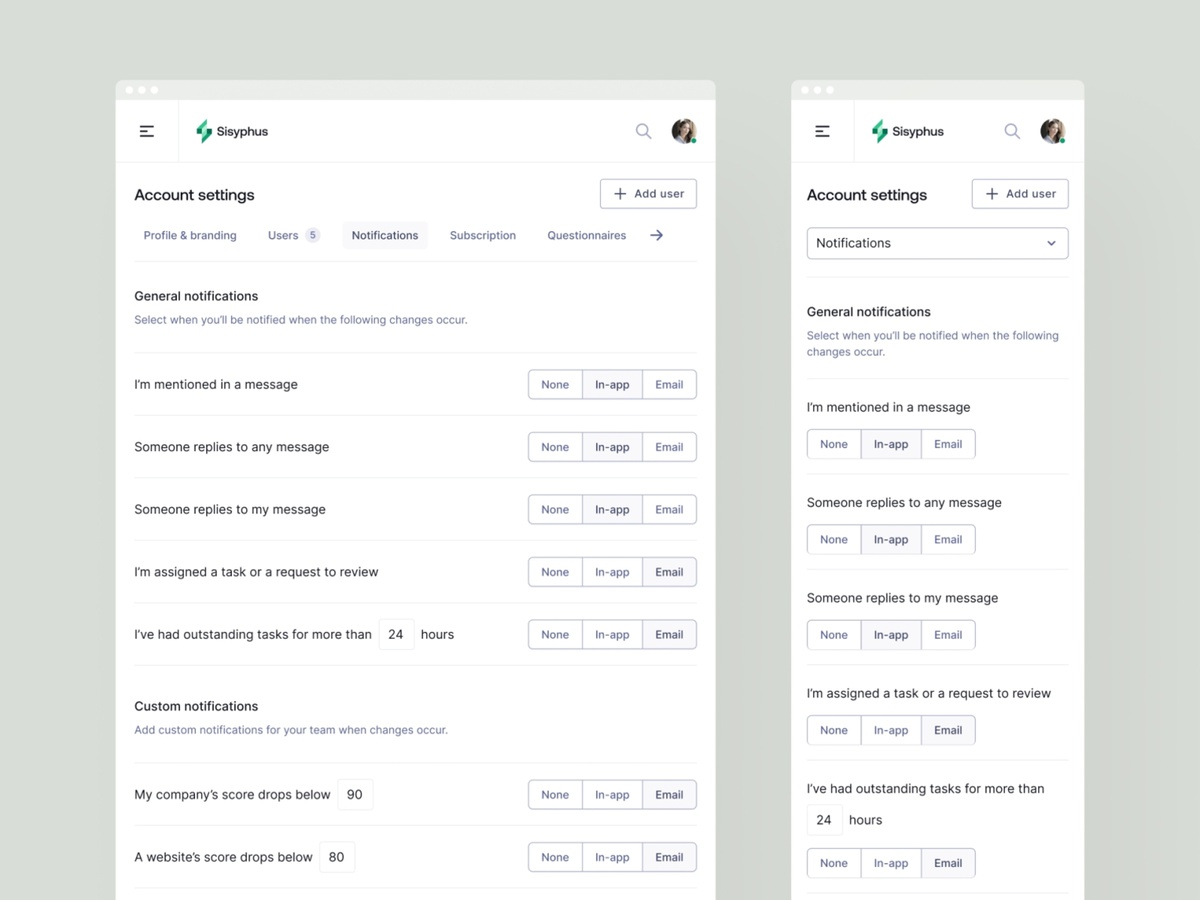 Sisyphus
Account settings
+ Add user
Profile & branding
Users 5
Notifications
Subscription
Questionnaires
General notifications
Select when you'll be notified when the following changes occur.
I'm mentioned in a message
None In-app Email
Someone replies to any message
None In-app Email
Someone replies to my message
None In-app Email
I'm assigned a task or a request to review
None In-app Email
I've had outstanding tasks for more than 24 hours
None In-app Email
Custom notifications
Add custom notifications for your team when changes occur.
My company's score drops below 90
None In-app Email
A website's score drops below 80
None In-app Email
Sisyphus
Account settings
+ Add user
Notifications
General notifications
Select when you'll be notified when the following
changes occur.
I'm mentioned in a message
None In-app Email
Someone replies to any message
None In-app Email
Someone replies to my message
None In-app Email
I'm assigned a task or a request to review
None In-app Email
I've had outstanding tasks for more than
24 hours
None In-app Email